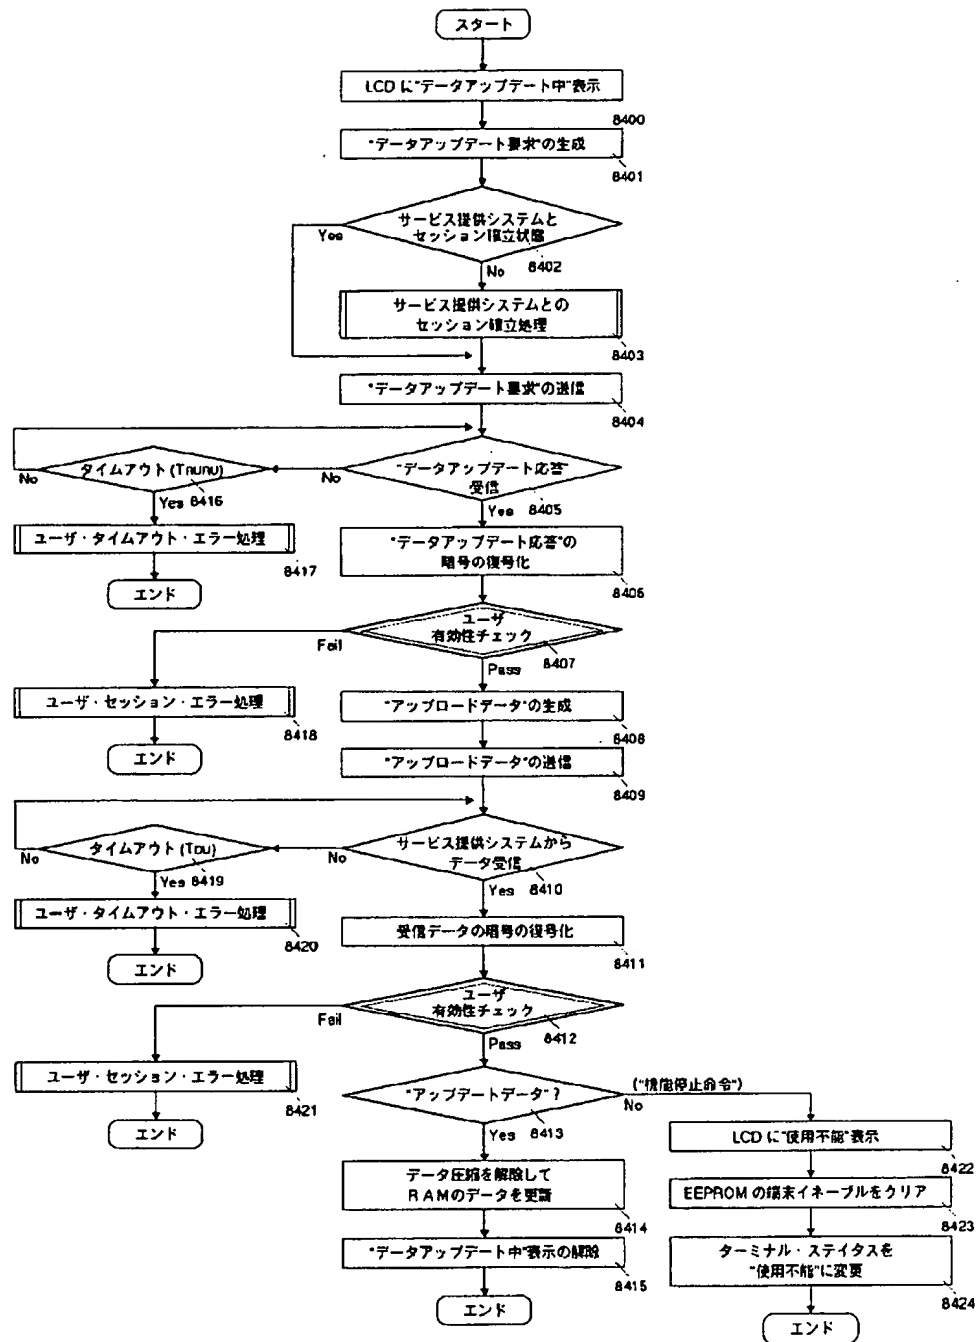 スタート
LCD に"データアップデート中"表示
8400
"データアップデート要求"の生成
8401
サービス提供システムと
セッション確立状態
8402
Yes
No
サービス提供システムとの
セッション確立処理
8403
"データアップデート要求"の送信
8404
"データアップデート応答"
受信
8405
No
Yes
タイムアウト (TRURU)
8416
No
Yes
ユーザ・タイムアウト・エラー処理
8417
エンド
"データアップデート応答"の
暗号の復号化
8406
ユーザ
有効性チェック
8407
Fail
Pass
ユーザ・セッション・エラー処理
8418
エンド
"アップロードデータ"の生成
8408
"アップロードデータ"の送信
8409
サービス提供システムから
データ受信
8410
No
Yes
タイムアウト (TDU)
8419
No
Yes
ユーザ・タイムアウト・エラー処理
8420
エンド
受信データの暗号の復号化
8411
ユーザ
有効性チェック
8412
Fail
Pass
ユーザ・セッション・エラー処理
8421
エンド
"アップデートデータ"?
8413
Yes
("機能停止命令")
No
LCD に"使用不能"表示
8422
データ圧縮を解除して
RAMのデータを更新
8414
EEPROM の端末イネーブルをクリア
8423
"データアップデート中"表示の解除
8415
ターミナル・ステイタスを
"使用不能"に変更
8424
エンド
エンド